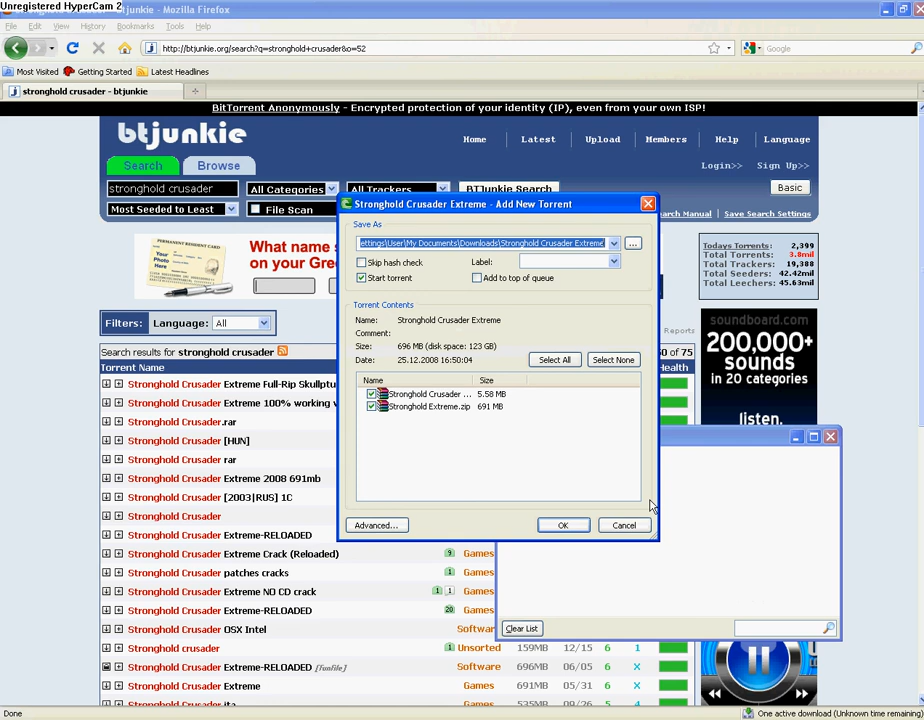 Unregistered HyperCam 2
tjunkie - Mozilla Firefox
File Edit View History Bookmarks Tools Help
http://btjunkie.org/search?q=stronghold+crusader&o=52
Google
Most Visited Getting Started Latest Headlines
stronghold crusader - btjunkie
BitTorrent Anonymously - Encrypted protection of your identity (IP), even from your own ISP!
btjunkie
Home Latest Upload Members Help Language
Search Browse
Login>> Sign Up>>
stronghold crusader All Categories All Trackers BTJunkie Search Basic
Most Seeded to Least File Scan
Search Manual Save Search Settings
Stronghold Crusader Extreme - Add New Torrent
Save As
ettings\User\My Documents\Downloads\Stronghold Crusader Extreme ...
Skip hash check Label:
Start torrent Add to top of queue
Torrent Contents
Name: Stronghold Crusader Extreme
Comment:
Size: 696 MB (disk space: 123 GB)
Date: 25.12.2008 16:50:04 Select All Select None
Name Size
Stronghold Crusader ... 5.58 MB
Stronghold Extreme.zip 691 MB
Advanced... OK Cancel
PERMANENT RESIDENT CARD
Your Photo Here
What name s
on your Gree
Todays Torrents: 2,399
Total Torrents: 3.8mil
Total Trackers: 19,388
Total Seeders: 42.42mil
Total Leechers: 45.63mil
Filters: Language: All
Reports
soundboard.com
200,000+
sounds
in 20 categories
listen.
Search results for stronghold crusader
0 of 75
Torrent Name
Health
Stronghold Crusader Extreme Full-Rip Skullptu
Stronghold Crusader Extreme 100% working
Stronghold Crusader.rar
Stronghold Crusader [HUN]
Stronghold Crusader rar
Stronghold Crusader Extreme 2008 691mb
Stronghold Crusader [2003|RUS] 1C
Stronghold Crusader
Stronghold Crusader Extreme-RELOADED
Stronghold Crusader Extreme Crack (Reloaded) 9 Games
Stronghold Crusader patches cracks 1 Games
Stronghold Crusader Extreme NO CD crack 1 1 Games
Stronghold Crusader Extreme-RELOADED 20 Games
Stronghold Crusader OSX Intel Softwar
Stronghold crusader 1 Unsorted 159MB 12/15 6 1
Stronghold Crusader Extreme-RELOADED [funfile] Software 696MB 06/05 6 X
Stronghold Crusader Extreme Games 691MB 05/31 6 X
Clear List
Done
One active download (Unknown time remaining)